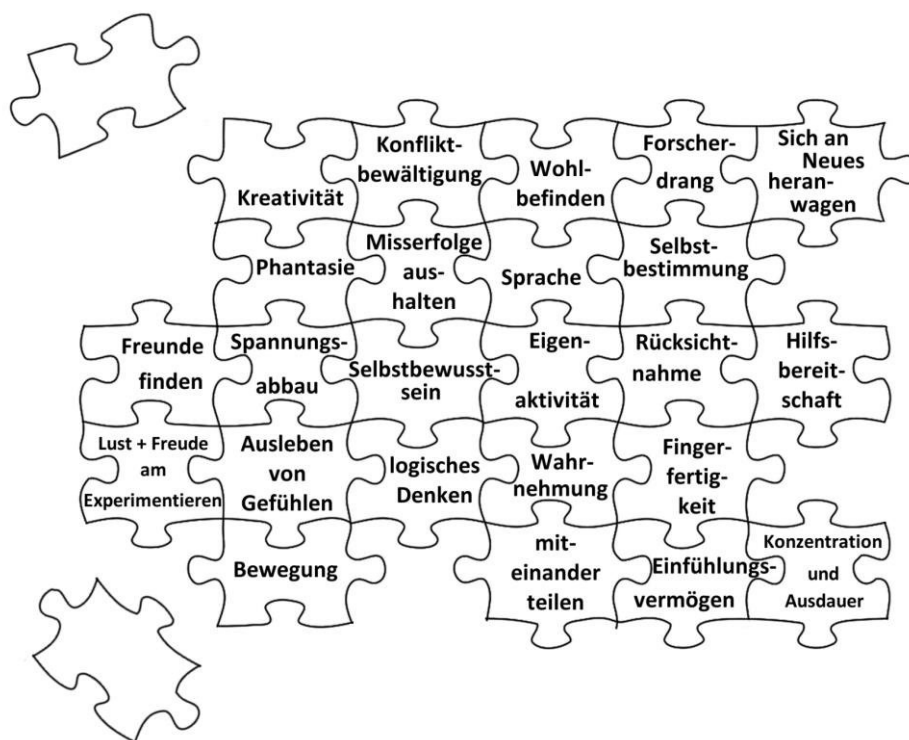 Kreativität
Konflikt-
bewältigung
Wohl-
befinden
Forscher-
drang
Sich an
Neues
heran-
wagen
Phantasie
Misserfolge
aus-
halten
Sprache
Selbst-
bestimmung
Freunde
finden
Spannungs-
abbau
Selbstbewusst-
sein
Eigen-
aktivität
Rücksicht-
nahme
Hilfs-
bereit-
schaft
Lust + Freude
am
Experimentieren
Ausleben
von
Gefühlen
logisches
Denken
Wahr-
nehmung
Finger-
fertig-
keit
Bewegung
mit-
einander
teilen
Einfühlungs-
vermögen
Konzentration
und
Ausdauer